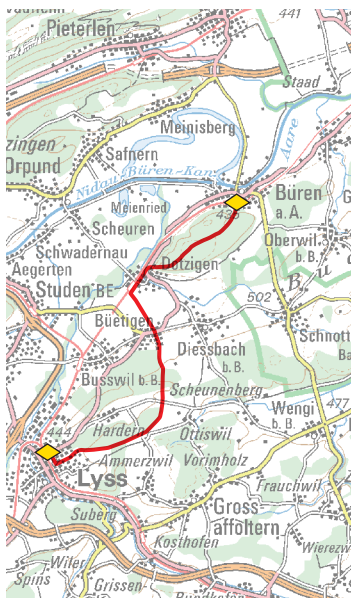 441
Pieterlen
Staad
Meinisberg
Aare
zingen
Orpund
Safnern
Nidau-Büren-Kan.
Büren
a.A.
Meienried
Scheuren
Oberwil
b.B.
Schwadernau
Dotzigen
Aegerten
Studen BE
502
Büetigen
Schnott
Diessbach
b.B.
Busswil b.B.
Scheunenberg
Wengi
b.B.
477
444
Hardern
Ottiswil
Ammerzwil
Vorimholz
Lyss
Frauchwil
Gross-
affoltern
Suberg
Kosthofen
Wierezw
Wiler
Spins
Grissen-